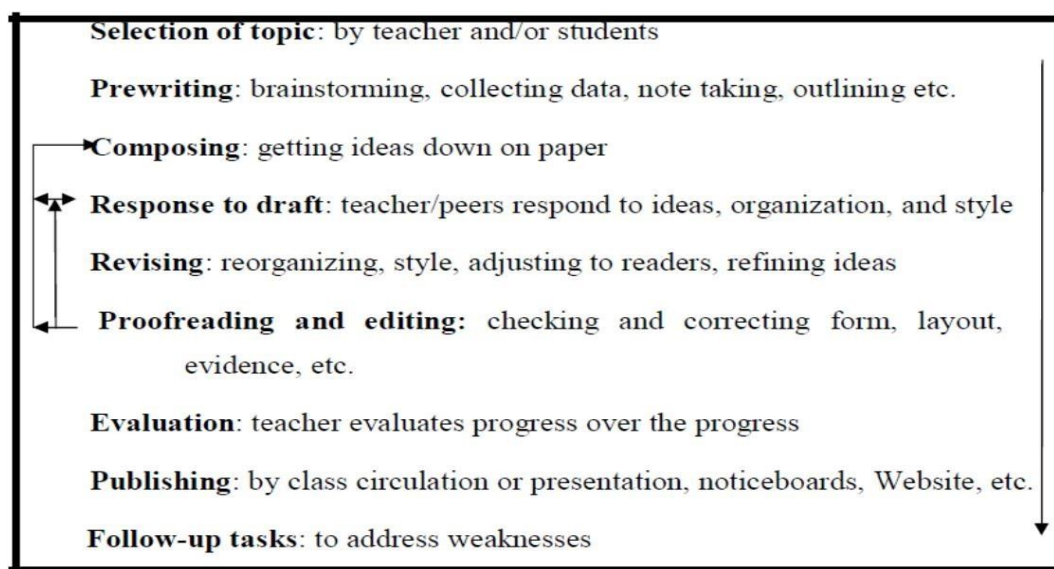 Selection of topic: by teacher and/or students
Prewriting: brainstorming, collecting data, note taking, outlining etc.
Composing: getting ideas down on paper
Response to draft: teacher/peers respond to ideas, organization, and style
Revising: reorganizing, style, adjusting to readers, refining ideas
Proofreading and editing: checking and correcting form, layout,
evidence, etc.
Evaluation: teacher evaluates progress over the progress
Publishing: by class circulation or presentation, noticeboards, Website, etc.
Follow-up tasks: to address weaknesses